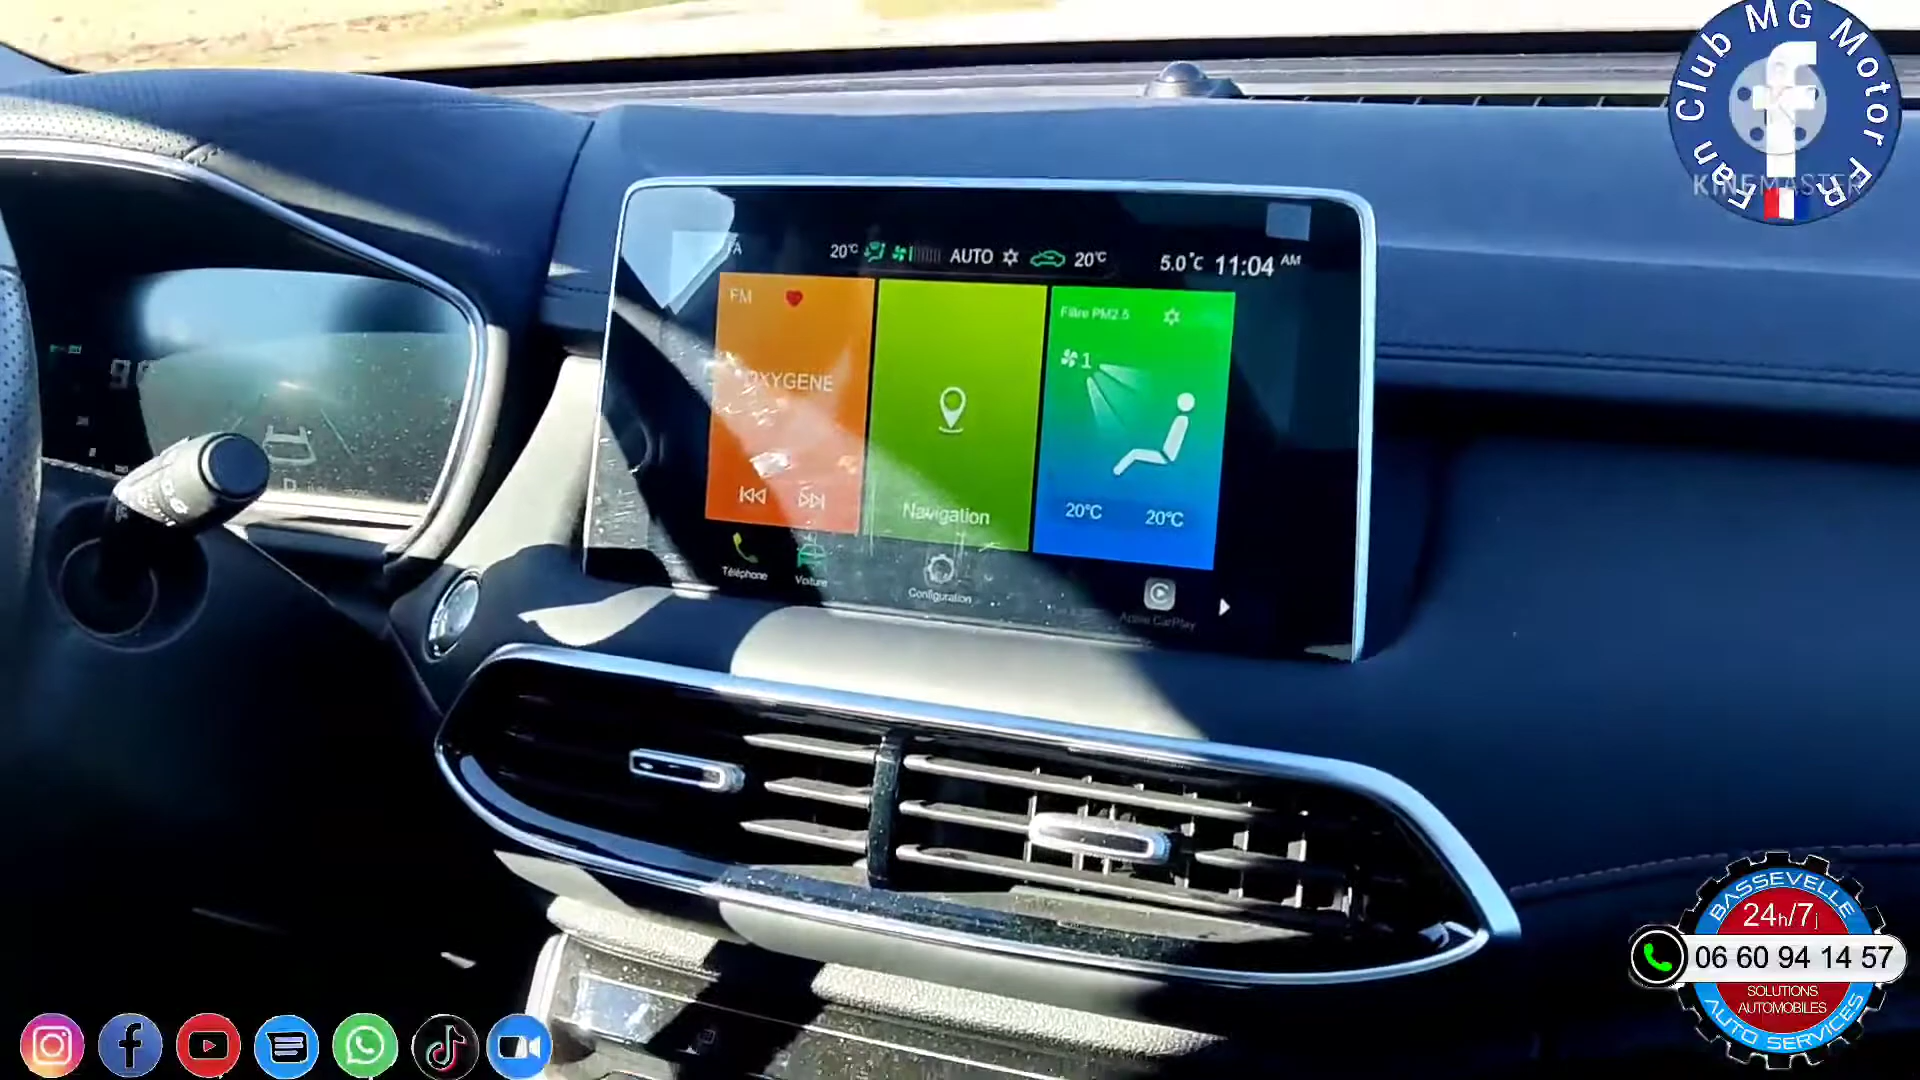 Fan Club MG Motor FR
KINEMASTER
20°C AUTO 20°C 5.0°C 11:04 AM
FM
OXYGENE
Navigation
Filtre PM2.5
1
20°C 20°C
Téléphone
Voiture
Configuration
Apple CarPlay
D
BASSEVELLE
24h/7j
06 60 94 14 57
SOLUTIONS
AUTOMOBILES
AUTO SERVICES